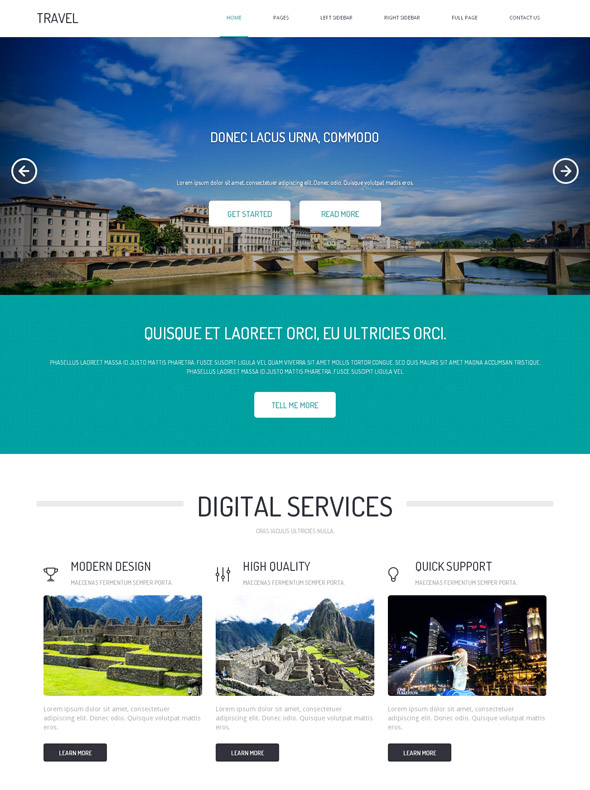 TRAVEL
HOME PAGES LEFT SIDEBAR RIGHT SIDEBAR FULL PAGE CONTACT US
DONEC LACUS URNA, COMMODO
Lorem ipsum dolor sit amet, consectetuer adipiscing elit. Donec odio. Quisque volutpat mattis eros.
GET STARTED READ MORE
QUISQUE ET LAOREET ORCI, EU ULTRICIES ORCI.
PHASELLUS LAOREET MASSA ID JUSTO MATTIS PHARETRA. FUSCE SUSCIPIT LIGULA VEL QUAM VIVERRA SIT AMET MOLLIS TORTOR CONGUE. SED QUIS MAURIS SIT AMET MAGNA ACCUMSAN TRISTIQUE.
PHASELLUS LAOREET MASSA ID JUSTO MATTIS PHARETRA. FUSCE SUSCIPIT LIGULA VEL
TELL ME MORE
DIGITAL SERVICES
CRAS IACULIS ULTRICIES NULLA.
MODERN DESIGN
MAECENAS FERMENTUM SEMPER PORTA.
Lorem ipsum dolor sit amet, consectetuer
adipiscing elit. Donec odio. Quisque volutpat mattis
eros.
LEARN MORE
HIGH QUALITY
MAECENAS FERMENTUM SEMPER PORTA.
Lorem ipsum dolor sit amet, consectetuer
adipiscing elit. Donec odio. Quisque volutpat mattis
eros.
LEARN MORE
QUICK SUPPORT
MAECENAS FERMENTUM SEMPER PORTA.
Lorem ipsum dolor sit amet, consectetuer
adipiscing elit. Donec odio. Quisque volutpat mattis
eros.
LEARN MORE